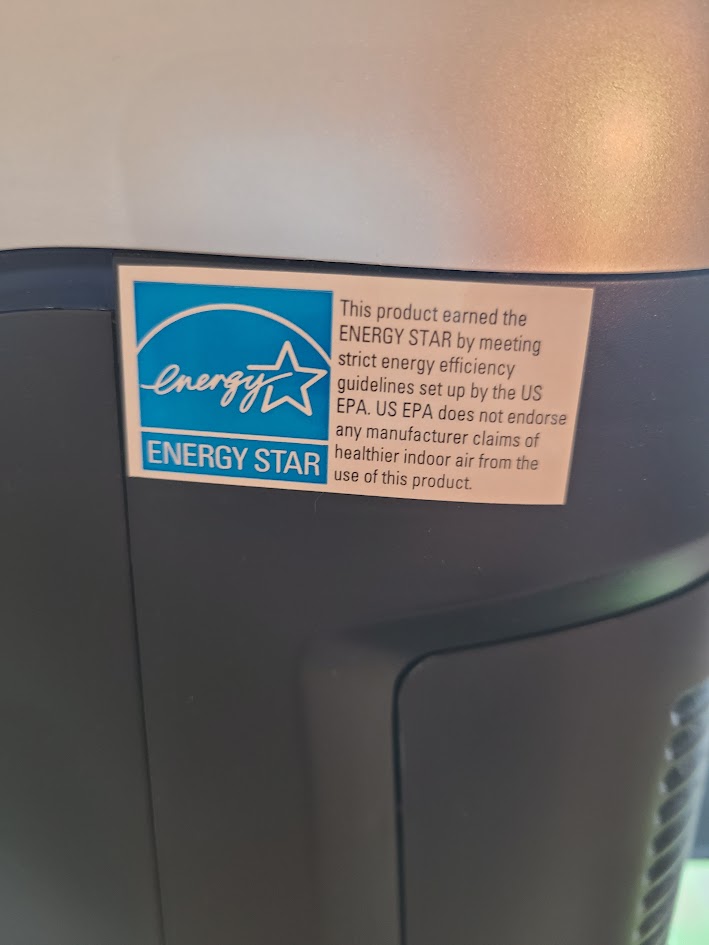 energy
ENERGY STAR
This product earned the
ENERGY STAR by meeting
strict energy efficiency
guidelines set up by the US
EPA. US EPA does not endorse
any manufacturer claims of
healthier indoor air from the
use of this product.